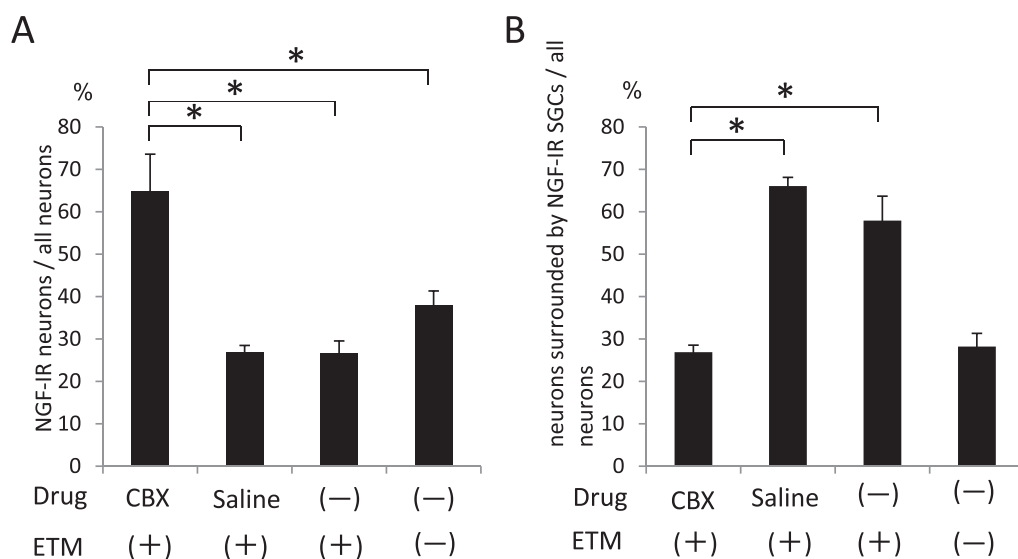 A
%
NGF-IR neurons / all neurons
80
70
60
50
40
30
20
10
0
*
*
*
Drug CBX Saline (—) (—)
ETM (+) (+) (+) (—)
B
%
neurons surrounded by NGF-IR SGCs / all
neurons
80
70
60
50
40
30
20
10
0
*
*
Drug CBX Saline (—) (—)
ETM (+) (+) (+) (—)